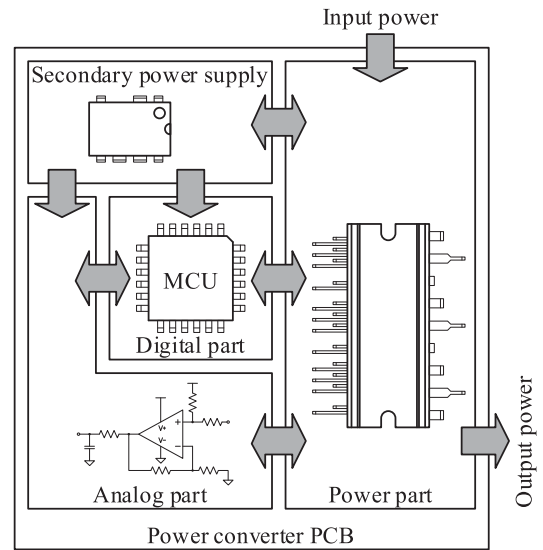 Input power
Secondary power supply
MCU
Digital part
V+
+
V-
−
Analog part
Power part
Output power
Power converter PCB